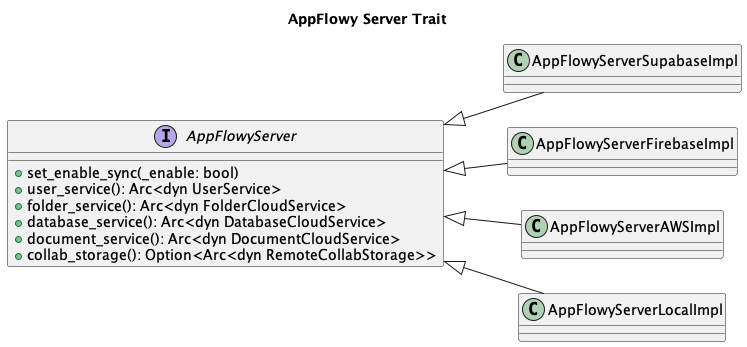 AppFlowy Server Trait
I AppFlowyServer
set_enable_sync(_enable: bool)
user_service(): Arc<dyn UserService>
folder_service(): Arc<dyn FolderCloudService>
database_service(): Arc<dyn DatabaseCloudService>
document_service(): Arc<dyn DocumentCloudService>
collab_storage(): Option<Arc<dyn RemoteCollabStorage>>
C AppFlowyServerSupabaseImpl
C AppFlowyServerFirebaseImpl
C AppFlowyServerAWSImpl
C AppFlowyServerLocalImpl